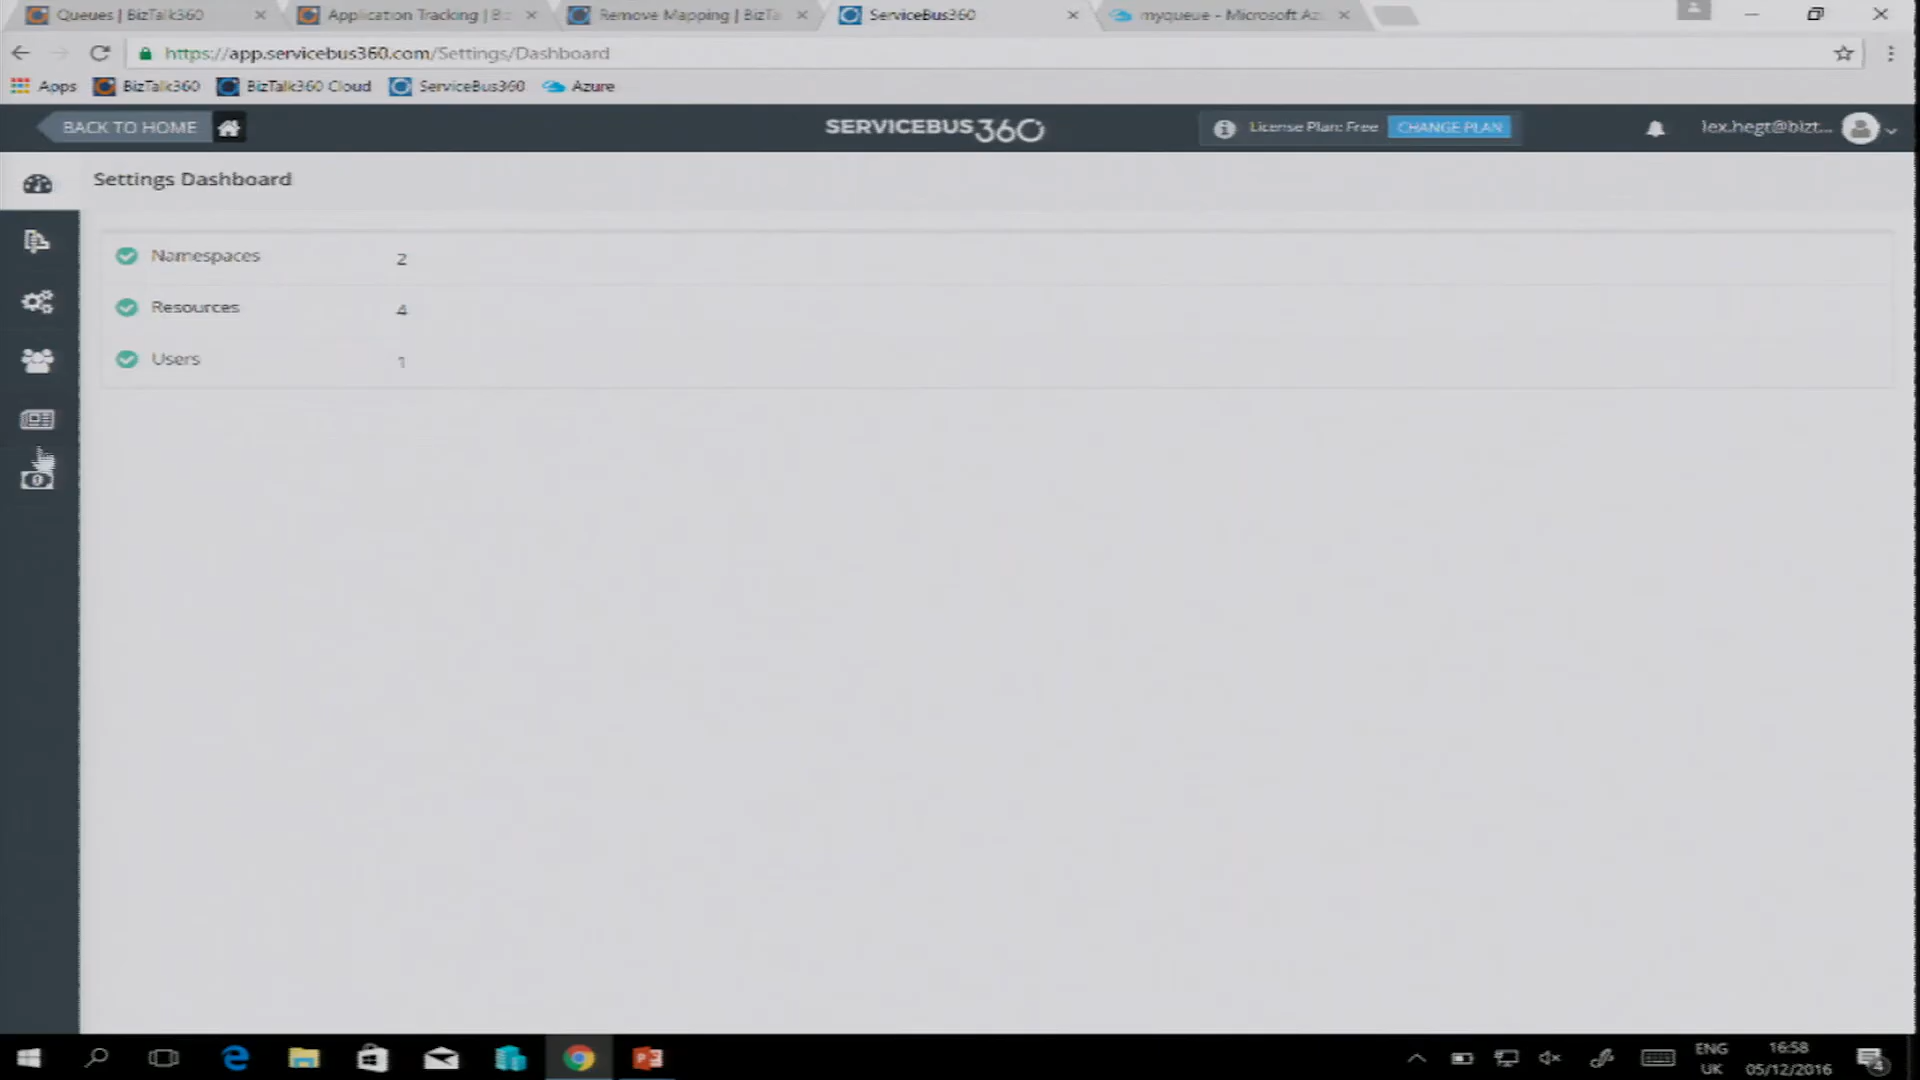 Queues | BizTalk360
Application Tracking | Bi
Remove Mapping | BizTa
ServiceBus360
myqueue - Microsoft Az
https://app.servicebus360.com/Settings/Dashboard
Apps
BizTalk360
BizTalk360 Cloud
ServiceBus360
Azure
BACK TO HOME
SERVICEBUS360
License Plan: Free
CHANGE PLAN
lex.hegt@bizt...
Settings Dashboard
Namespaces 2
Resources 4
Users 1
ENG
UK
16:58
05/12/2016
4